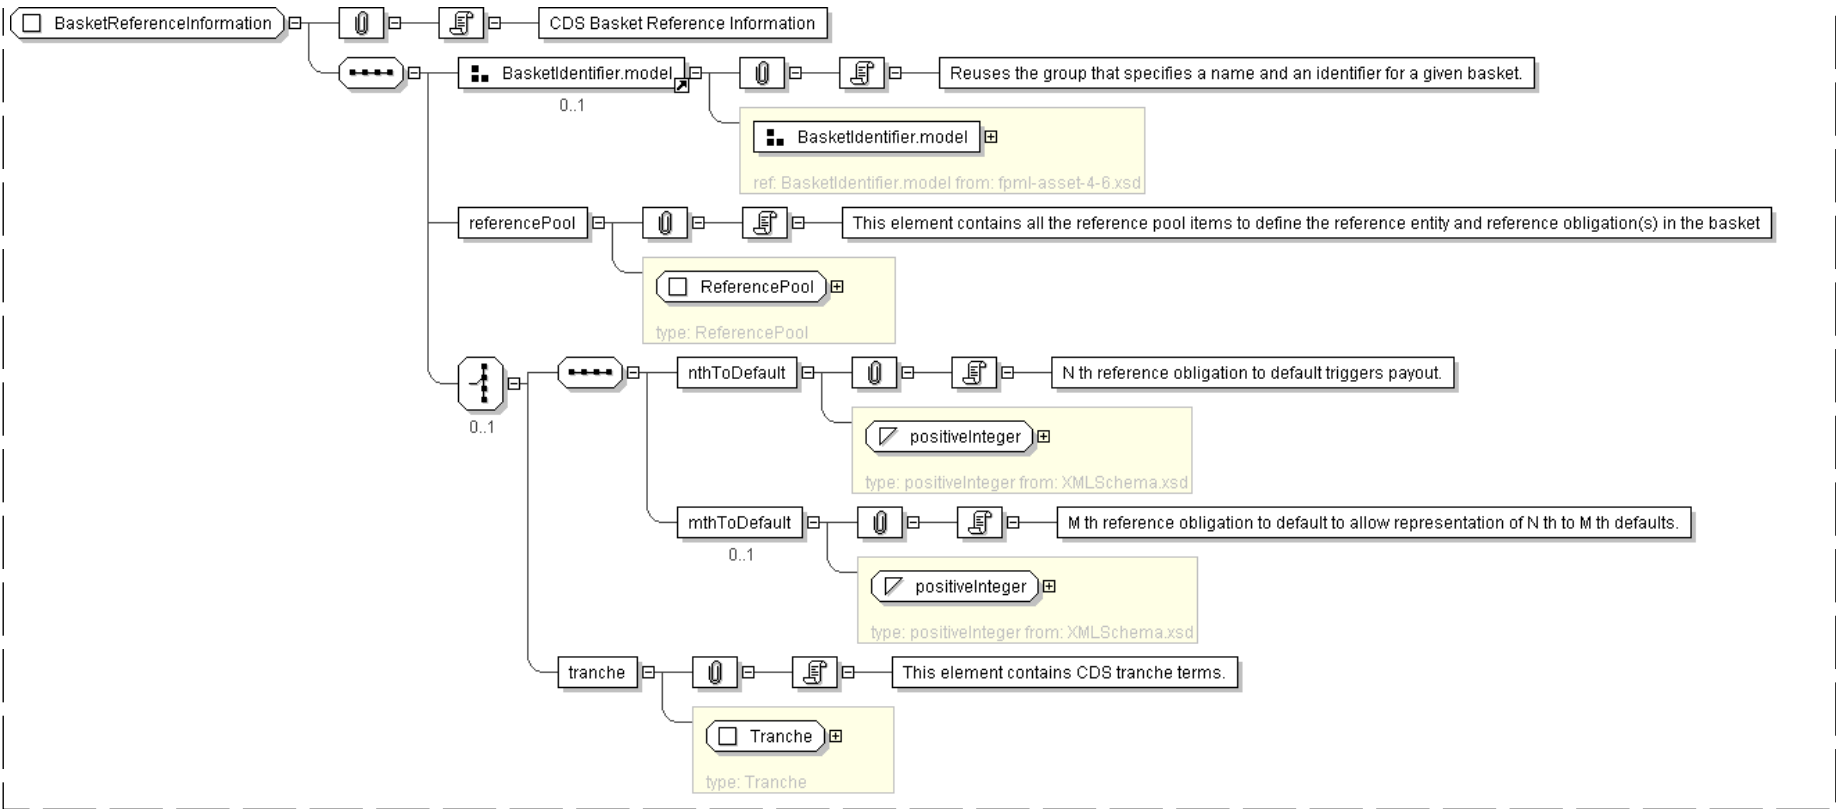 BasketReferenceInformation CDS Basket Reference Information
BasketIdentifier.model Reuses the group that specifies a name and an identifier for a given basket.
0..1
BasketIdentifier.model
ref: BasketIdentifier.model from: fpml-asset-4-6.xsd
referencePool This element contains all the reference pool items to define the reference entity and reference obligation(s) in the basket
ReferencePool
type: ReferencePool
nthToDefault N th reference obligation to default triggers payout.
0..1
positiveInteger
type: positiveInteger from: XMLSchema.xsd
mthToDefault M th reference obligation to default to allow representation of N th to M th defaults.
0..1
positiveInteger
type: positiveInteger from: XMLSchema.xsd
tranche This element contains CDS tranche terms.
Tranche
type: Tranche